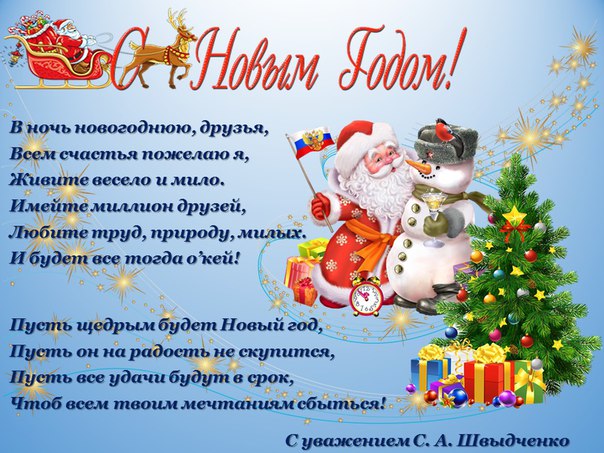 С Новым Годом!
В ночь новогоднюю, друзья,
Всем счастья пожелаю я,
Живите весело и мило.
Имейте миллион друзей,
Любите труд, природу, милых.
И будет все тогда о’кей!
Пусть щедрым будет Новый год,
Пусть он на радость не скупится,
Пусть все удачи будут в срок,
Чтоб всем твоим мечтаниям сбыться!
С уважением С. А. Швыдченко